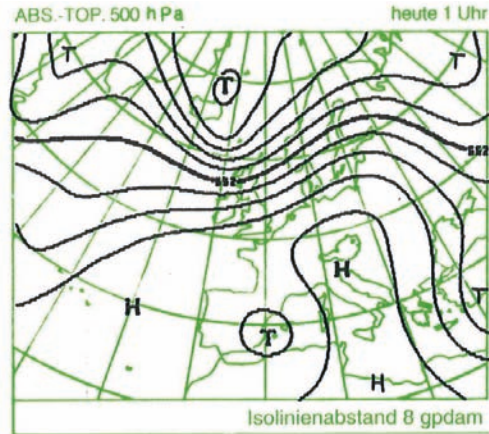 ABS.-TOP. 500 hPa heute 1 Uhr
T T T
552 552
H H
T T
H
Isolinienabstand 8 gpdam